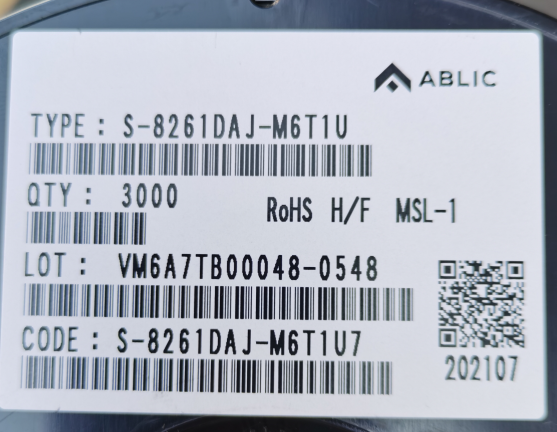 ABLIC
TYPE : S-8261DAJ-M6T1U
QTY : 3000
RoHS H/F MSL-1
LOT : VM6A7TB00048-0548
CODE : S-8261DAJ-M6T1U7
202107